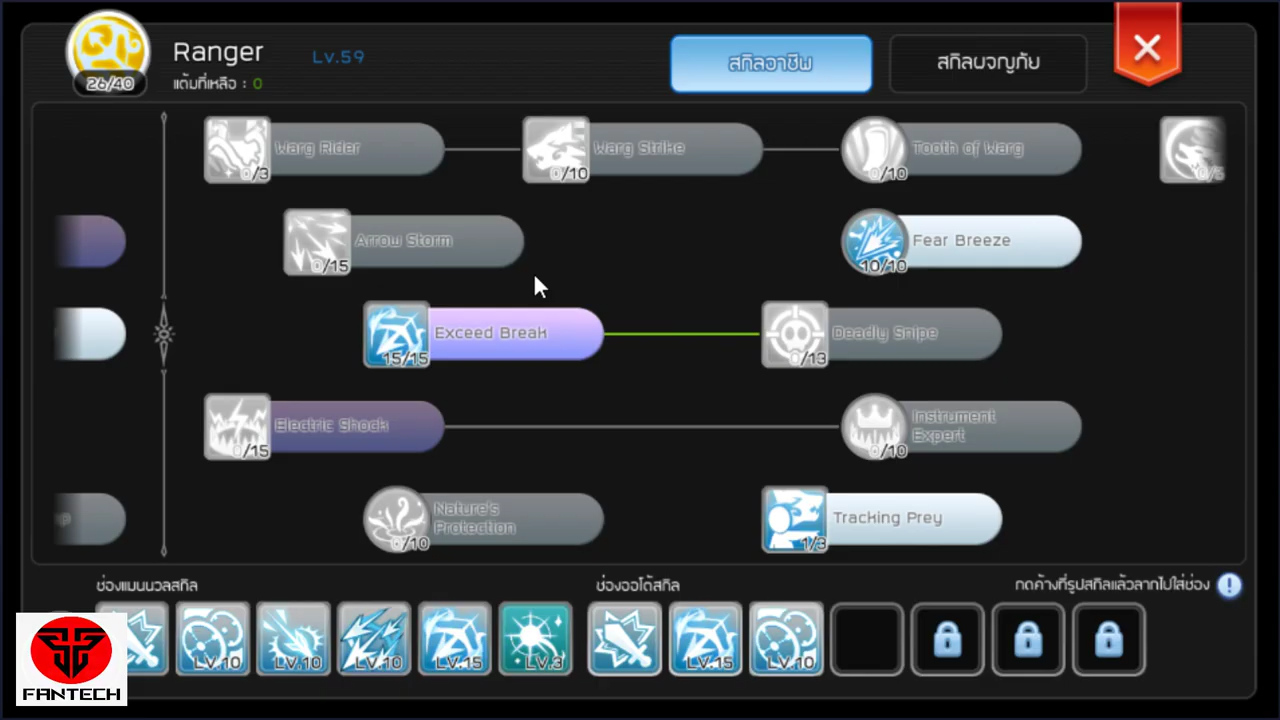 Ranger
Lv.59
สกิลอาชีพ
สกิลผจญภัย
26/40
แต้มที่เหลือ : 0
Warg Rider
0/3
Warg Strike
0/10
Tooth of Warg
0/10
0/5
Arrow Storm
0/15
Fear Breeze
10/10
Exceed Break
15/15
Deadly Snipe
0/13
Electric Shock
0/15
Instrument
Expert
0/10
Nature's
Protection
0/10
Tracking Prey
1/3
ช่องแมนนวลสกิล
ช่องออโต้สกิล
กดค้างที่รูปสกิลแล้วลากไปใส่ช่อง
LV.10
LV.10
LV.10
LV.15
LV.3
LV.15
LV.10
FANTECH